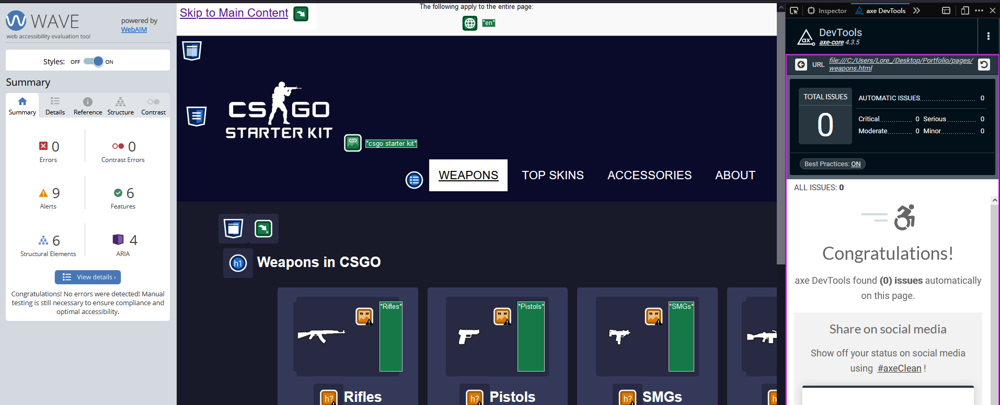 WAVE
web accessibility evaluation tool
powered by
WebAIM
Styles: OFF ON
Summary
Summary Details Reference Structure Contrast
0
Errors
0
Contrast Errors
9
Alerts
6
Features
6
Structural Elements
4
ARIA
View details ›
Congratulations! No errors were detected! Manual
testing is still necessary to ensure compliance and
optimal accessibility.
Skip to Main Content
The following apply to the entire page:
*en*
CS GO
STARTER KIT
*csgo starter kit*
WEAPONS TOP SKINS ACCESSORIES ABOUT
h1 Weapons in CSGO
*Rifles*
*Pistols*
*SMGs*
h? Rifles
h? Pistols
h? SMGs
Inspector axe DevTools
ax DevTools
axe-core 4.3.5
URL file:///C:/Users/Lore_/Desktop/Portfolio/pages/
weapons.html
TOTAL ISSUES
0
AUTOMATIC ISSUES 0
Critical 0 Serious 0
Moderate 0 Minor 0
Best Practices: ON
ALL ISSUES: 0
Congratulations!
axe DevTools found (0) issues automatically
on this page.
Share on social media
Show off your status on social media
using #axeClean !